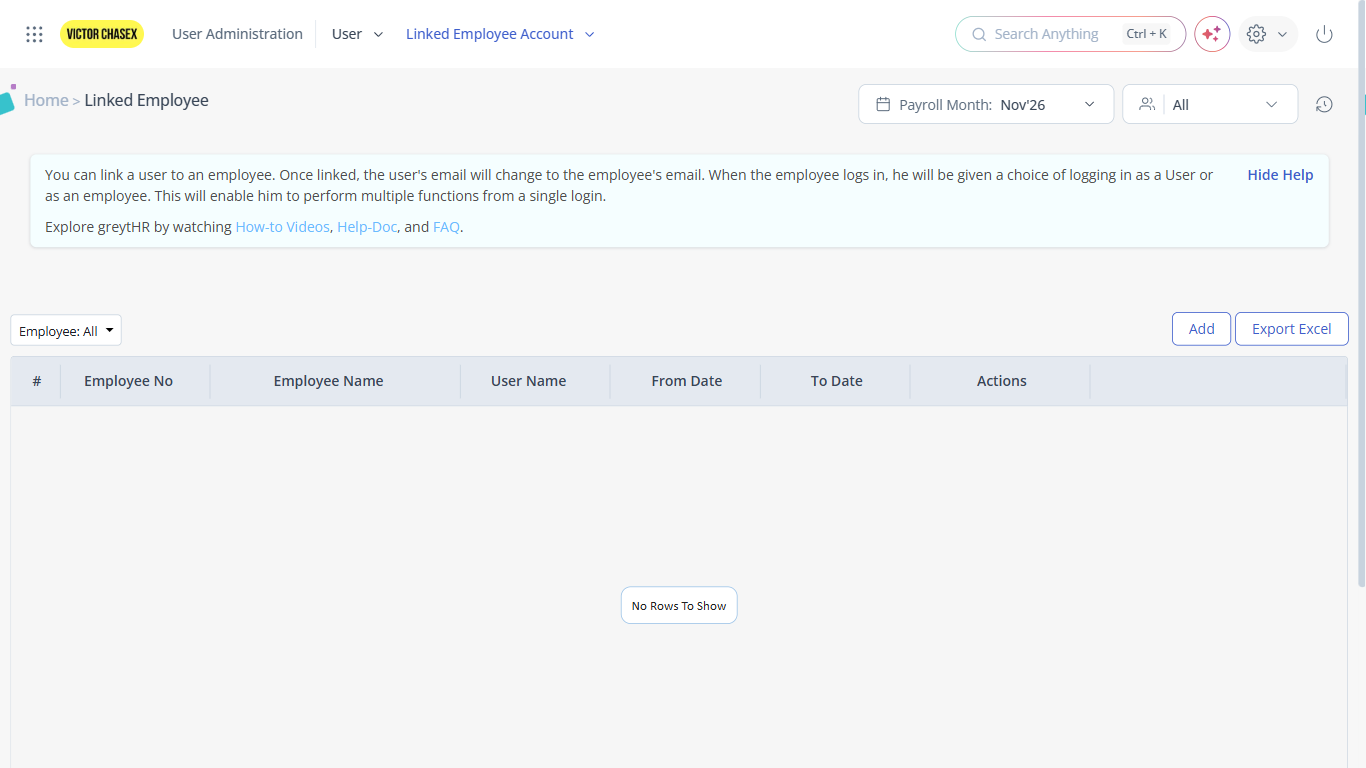 VICTOR CHASEX User Administration User Linked Employee Account Search Anything Ctrl + K
Home > Linked Employee
Payroll Month: Nov'26 All
You can link a user to an employee. Once linked, the user's email will change to the employee's email. When the employee logs in, he will be given a choice of logging in as a User or
as an employee. This will enable him to perform multiple functions from a single login.
Hide Help
Explore greytHR by watching How-to Videos, Help-Doc, and FAQ.
Employee: All Add Export Excel
# Employee No Employee Name User Name From Date To Date Actions
No Rows To Show